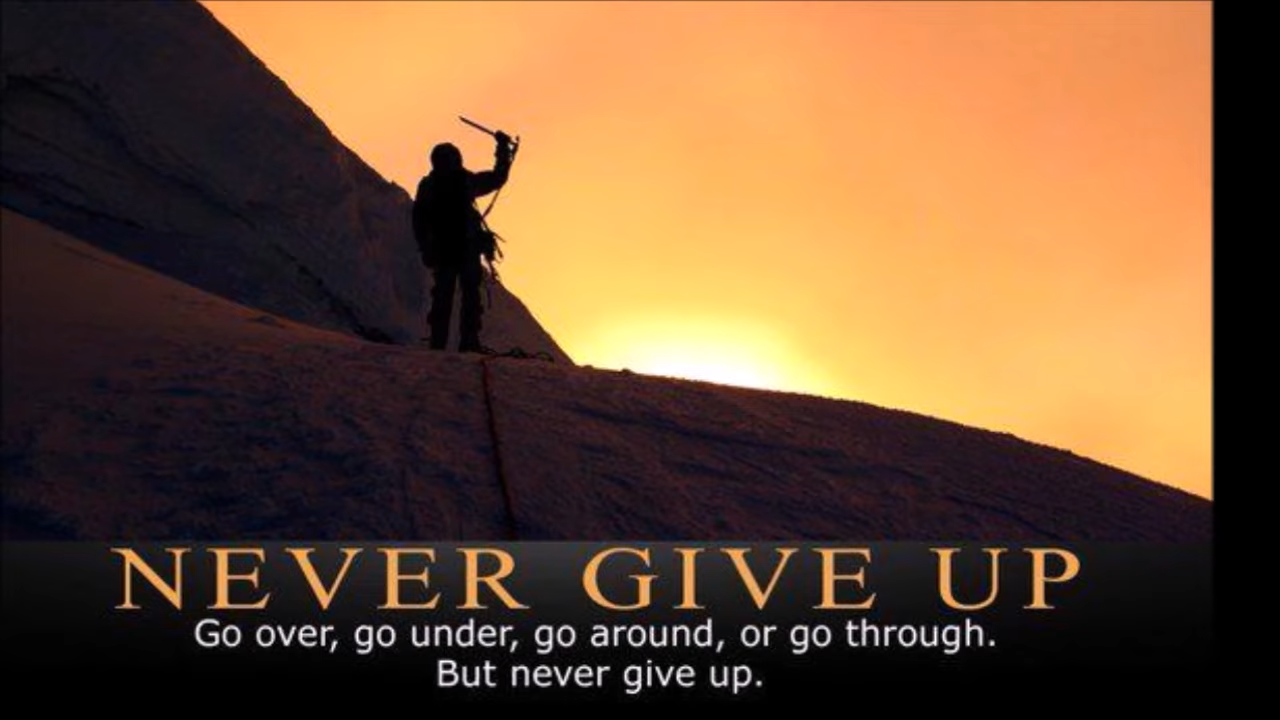 NEVER GIVE UP
Go over, go under, go around, or go through.
But never give up.